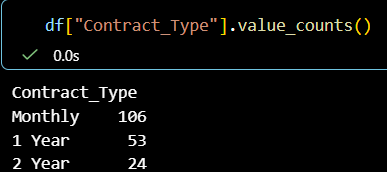 df["Contract_Type"].value_counts()
0.0s
Contract_Type
Monthly 106
1 Year 53
2 Year 24